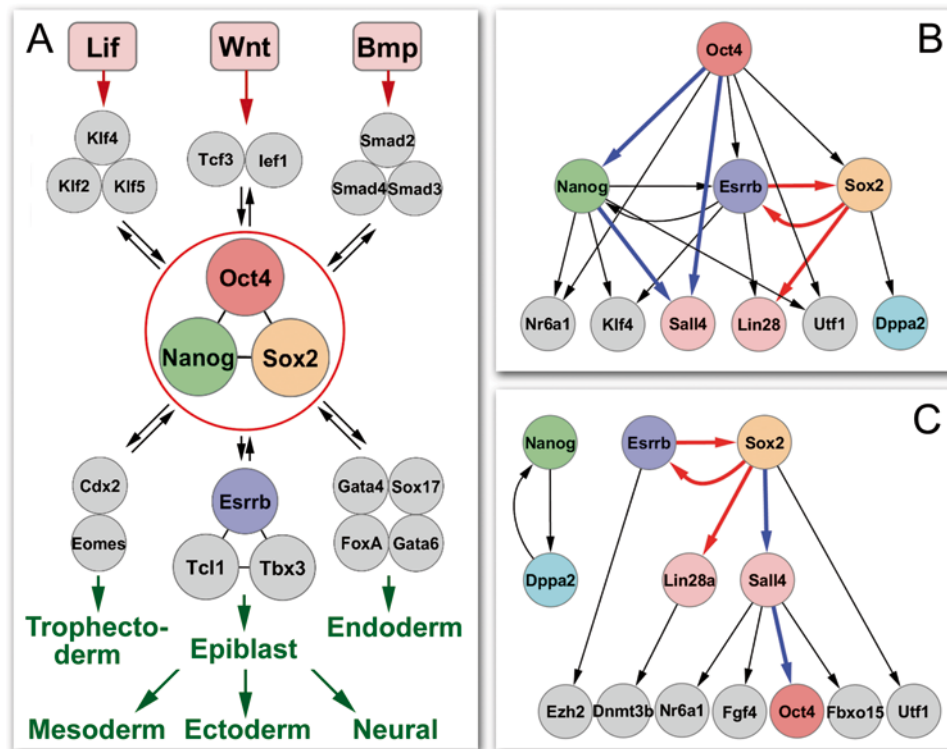 A
Lif
Wnt
Bmp
Klf4
Klf2
Klf5
Tcf3
lef1
Smad2
Smad4
Smad3
Oct4
Nanog
Sox2
Cdx2
Eomes
Esrrb
Tcl1
Tbx3
Gata4
Sox17
FoxA
Gata6
Trophecto-
derm
Epiblast
Endoderm
Mesoderm
Ectoderm
Neural
B
Oct4
Nanog
Esrrb
Sox2
Nr6a1
Klf4
Sall4
Lin28
Utf1
Dppa2
C
Nanog
Esrrb
Sox2
Dppa2
Lin28a
Sall4
Ezh2
Dnmt3b
Nr6a1
Fgf4
Oct4
Fbxo15
Utf1